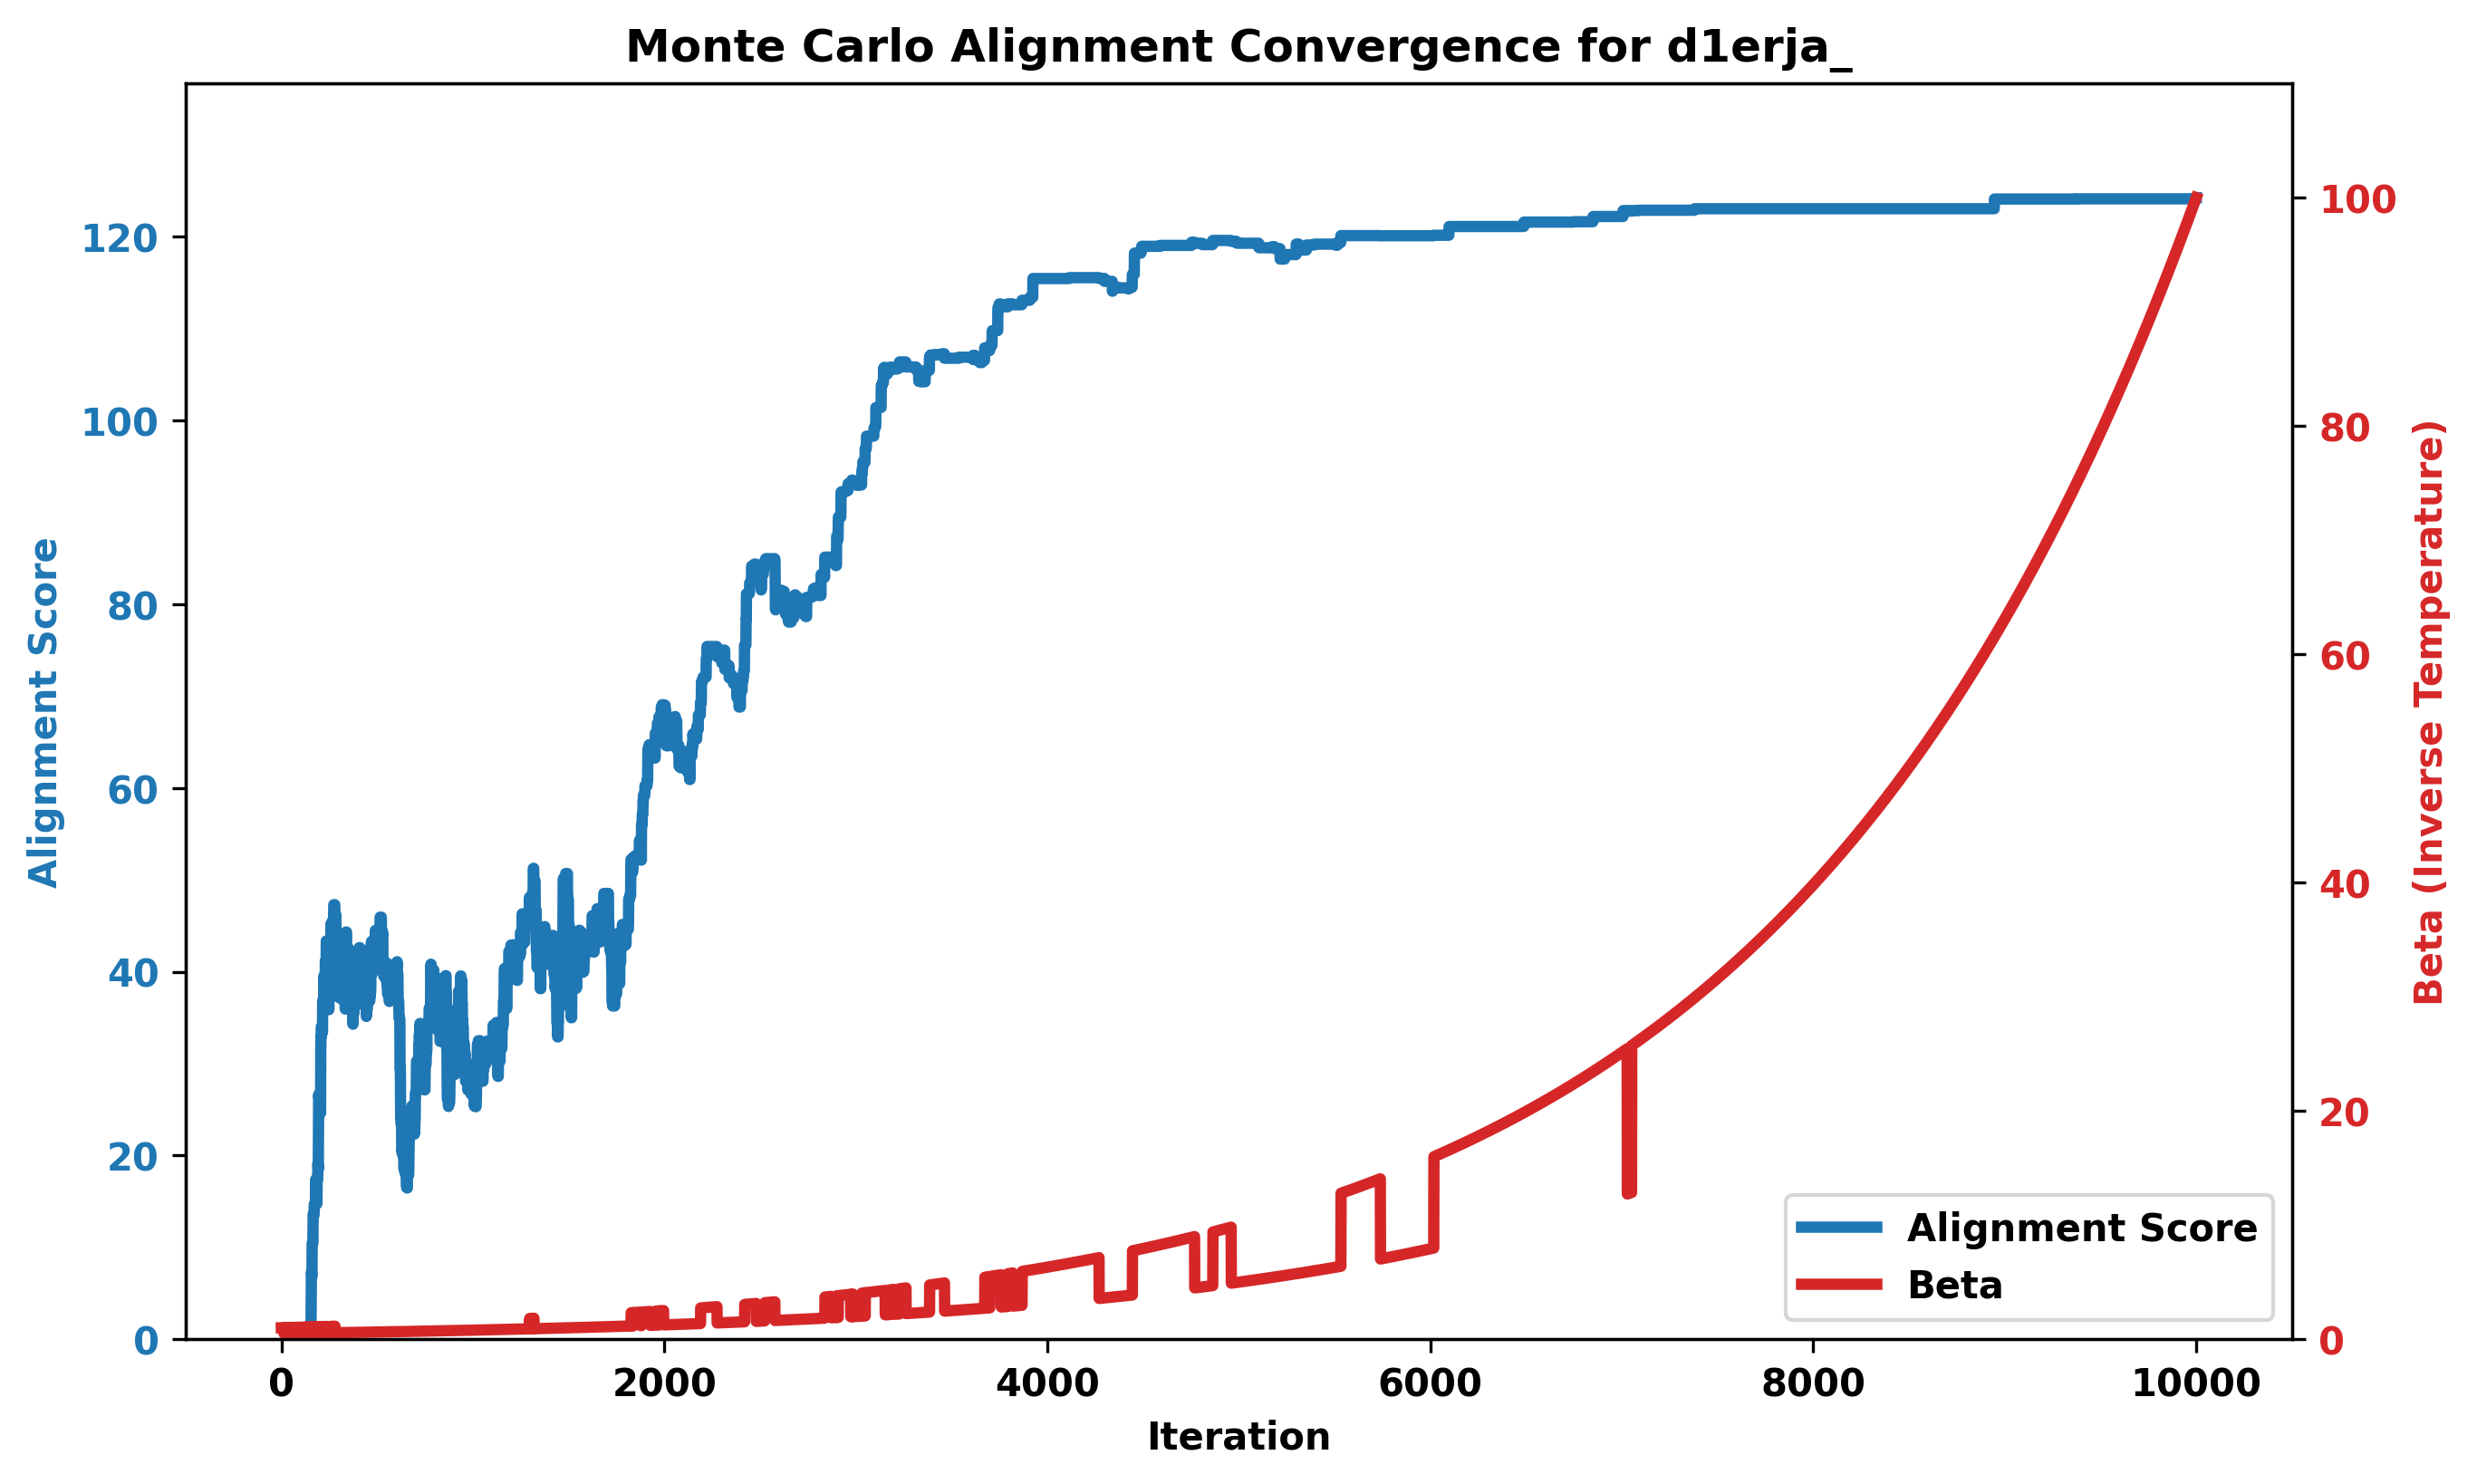 Monte Carlo Alignment Convergence for d1erja_
Alignment Score
120
100
80
60
40
20
0
100
80
60
40
20
0
Beta (Inverse Temperature)
Alignment Score
Beta
0 2000 4000 6000 8000 10000
Iteration